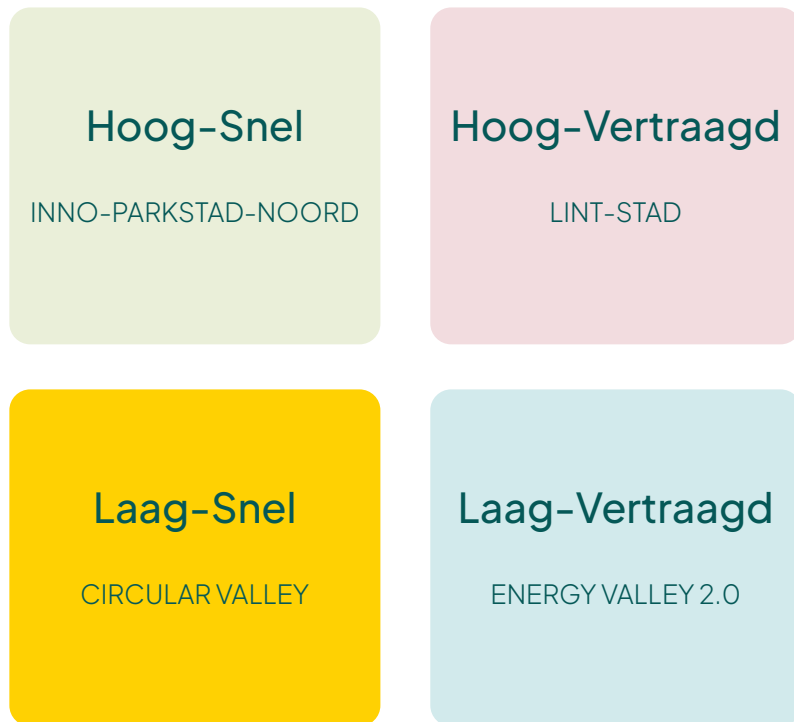 Hoog-Snel
INNO-PARKSTAD-NOORD
Hoog-Vertraagd
LINT-STAD
Laag-Snel
CIRCULAR VALLEY
Laag-Vertraagd
ENERGY VALLEY 2.0